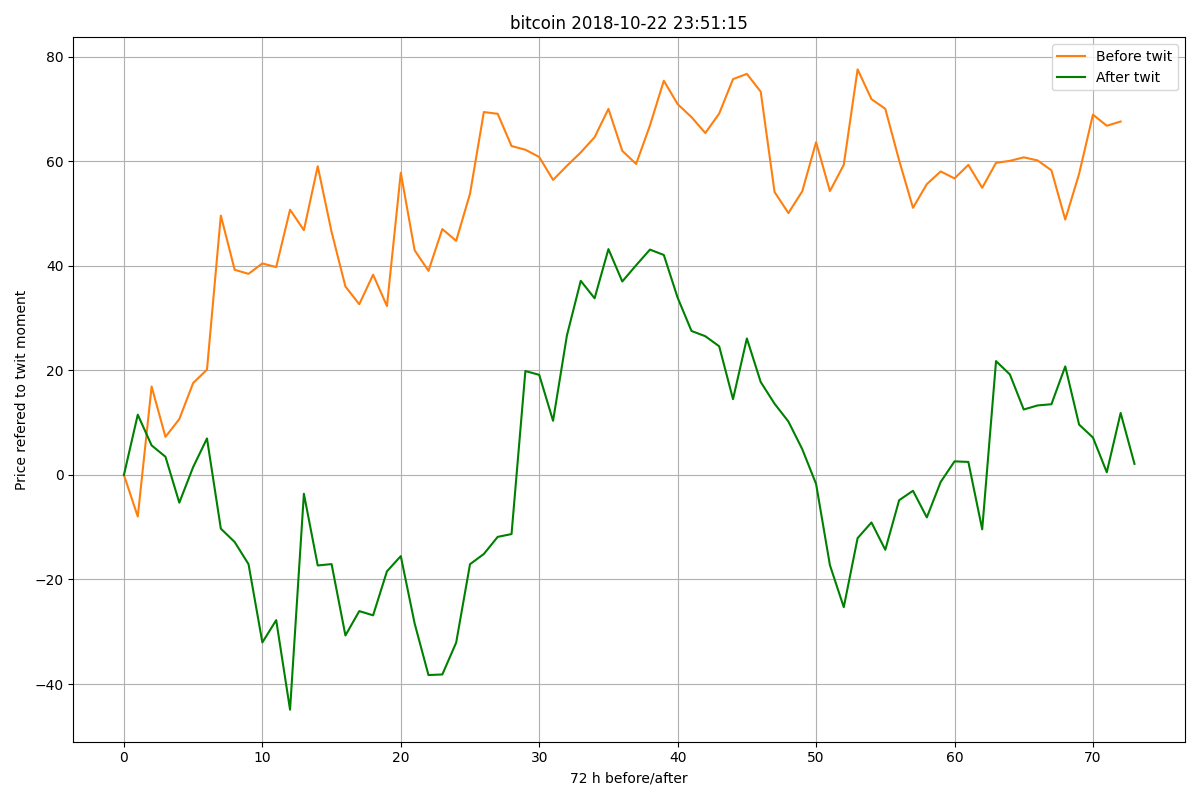 bitcoin 2018-10-22 23:51:15
Before twit
After twit
Price refered to twit moment
80
60
40
20
0
−20
−40
0 10 20 30 40 50 60 70
72 h before/after